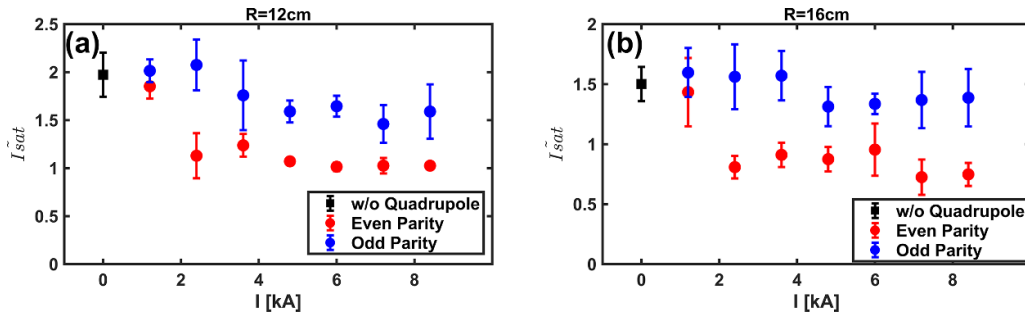 R=12cm
(a)
2.5
2
1.5
1
0.5
0
Ĩsat
0 2 4 6 8
I [kA]
w/o Quadrupole
Even Parity
Odd Parity
R=16cm
(b)
2
1.5
1
0.5
0
Ĩsat
0 2 4 6 8
I [kA]
w/o Quadrupole
Even Parity
Odd Parity